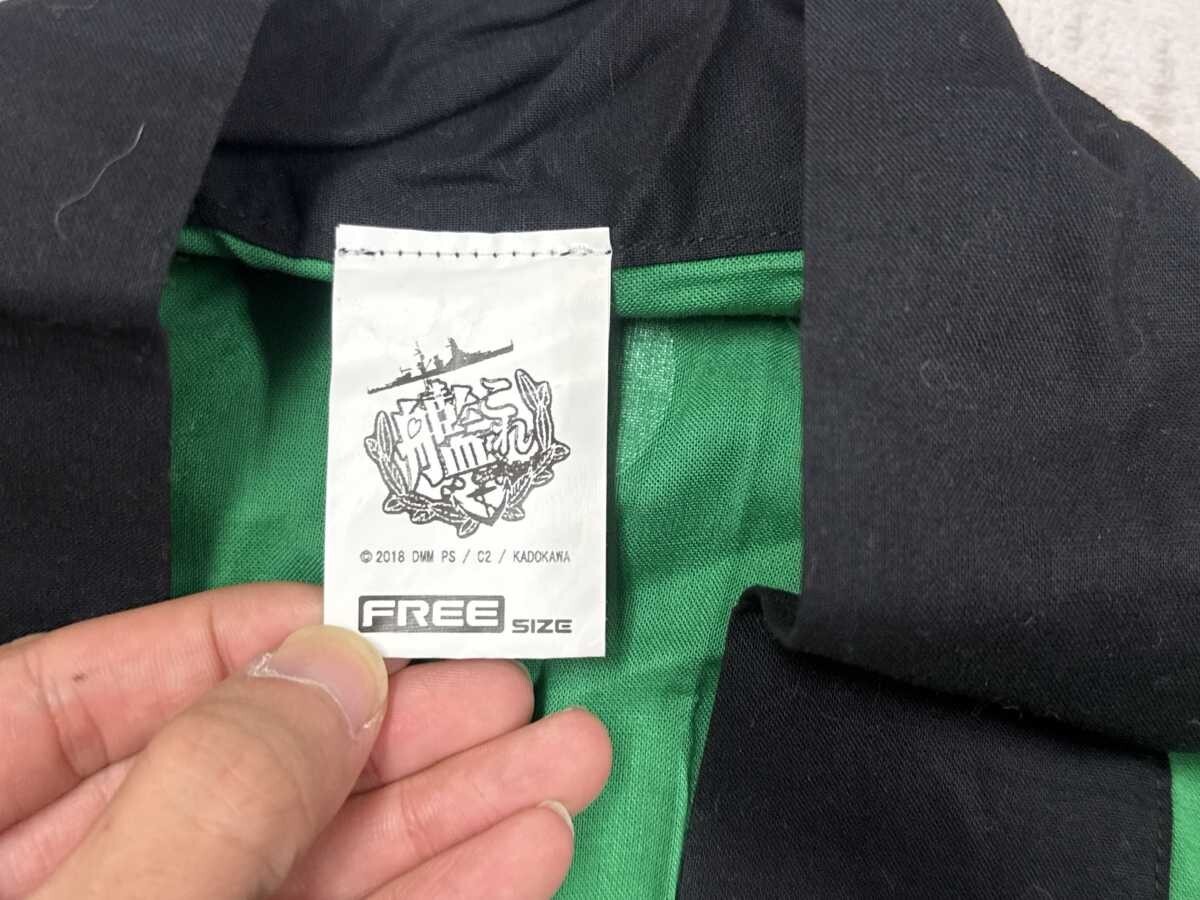 艦これ
© 2018 DMM PS / C2 / KADOKAWA
FREE SIZE